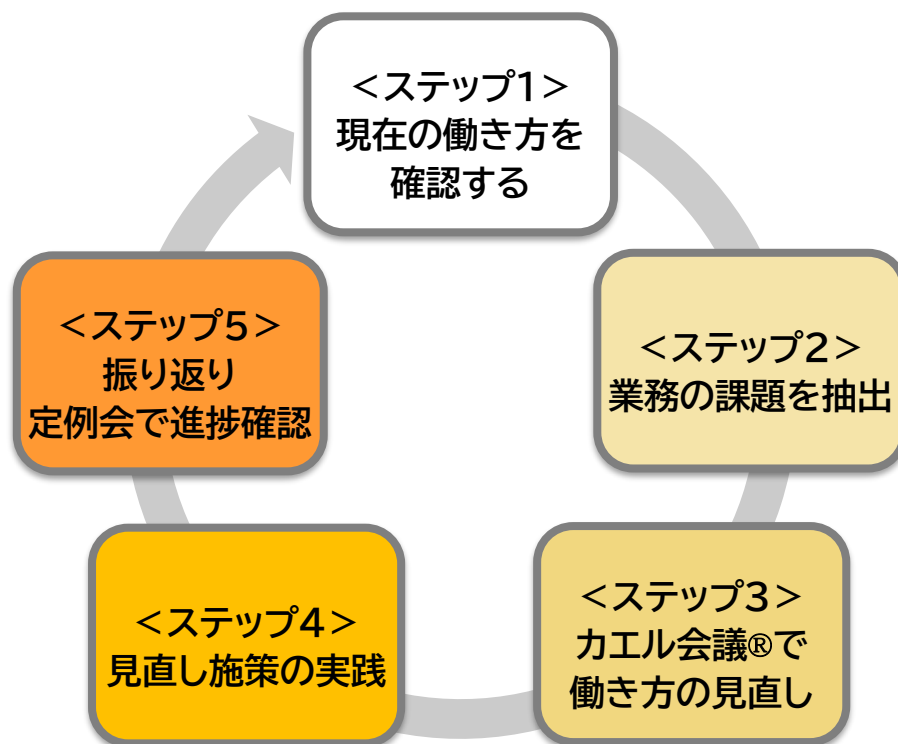 ＜ステップ1＞
現在の働き方を
確認する
＜ステップ2＞
業務の課題を抽出
＜ステップ3＞
カエル会議®で
働き方の見直し
＜ステップ4＞
見直し施策の実践
＜ステップ5＞
振り返り
定例会で進捗確認